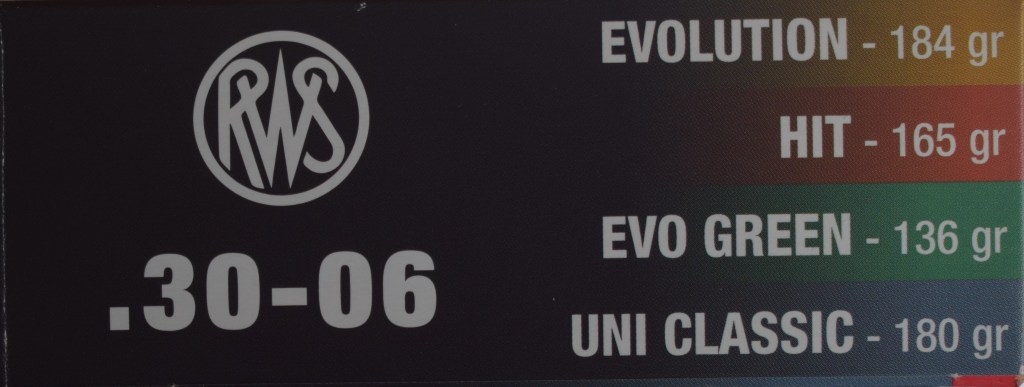 RWS
.30-06
EVOLUTION - 184 gr
HIT - 165 gr
EVO GREEN - 136 gr
UNI CLASSIC - 180 gr